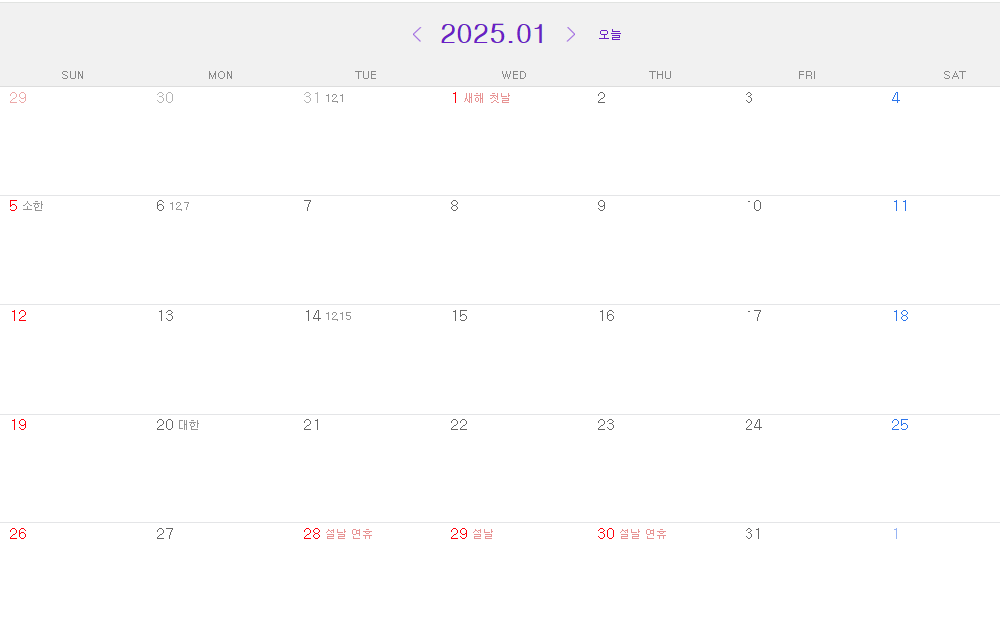 < 2025.01 > 오늘
SUN MON TUE WED THU FRI SAT
29 30 31 12.1 1 새해 첫날 2 3 4
5 소한 6 12.7 7 8 9 10 11
12 13 14 12.15 15 16 17 18
19 20 대한 21 22 23 24 25
26 27 28 설날 연휴 29 설날 30 설날 연휴 31 1